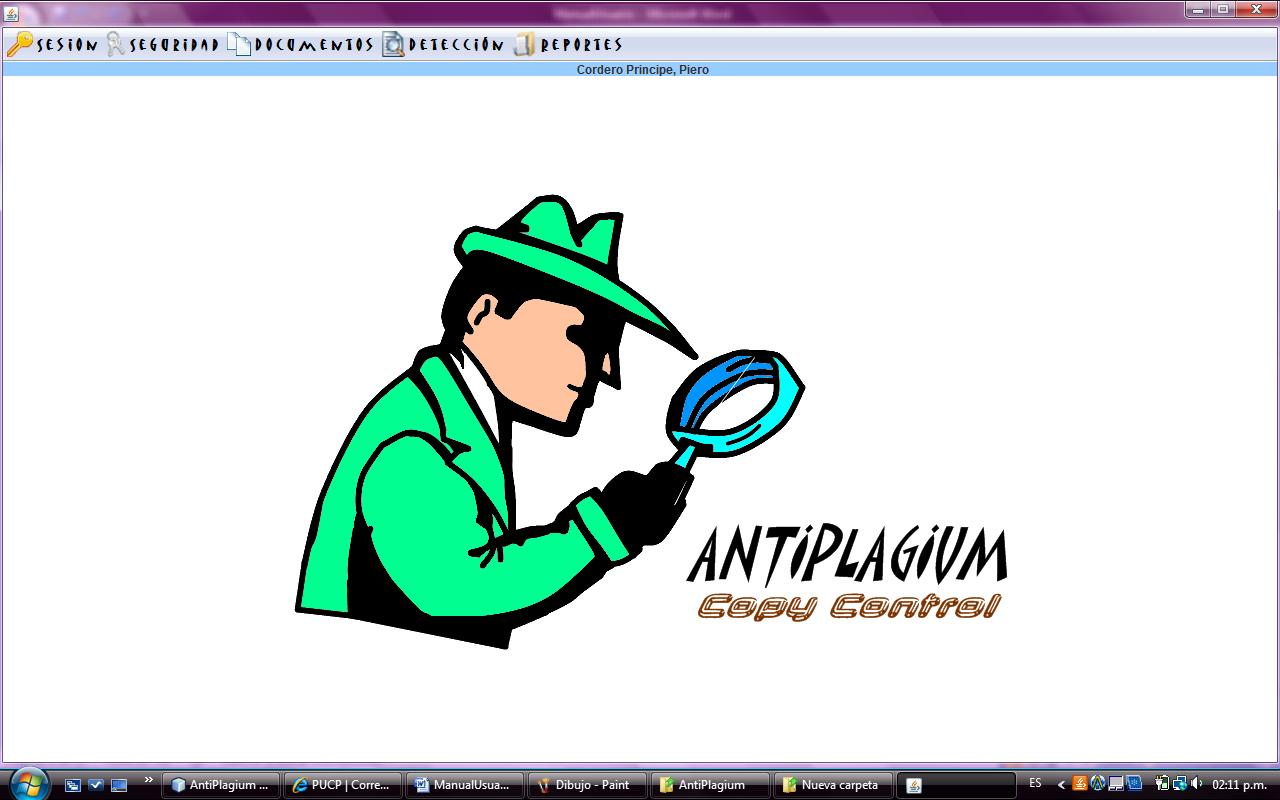 SESION SEGURIDAD DOCUMENTOS DETECCIÓN REPORTES
Cordero Principe, Piero
ANTIPLAGIUM
Copy Control
AntiPlagium ... PUCP | Corre... ManualUsua... Dibujo - Paint AntiPlagium Nueva carpeta ES 02:11 p.m.